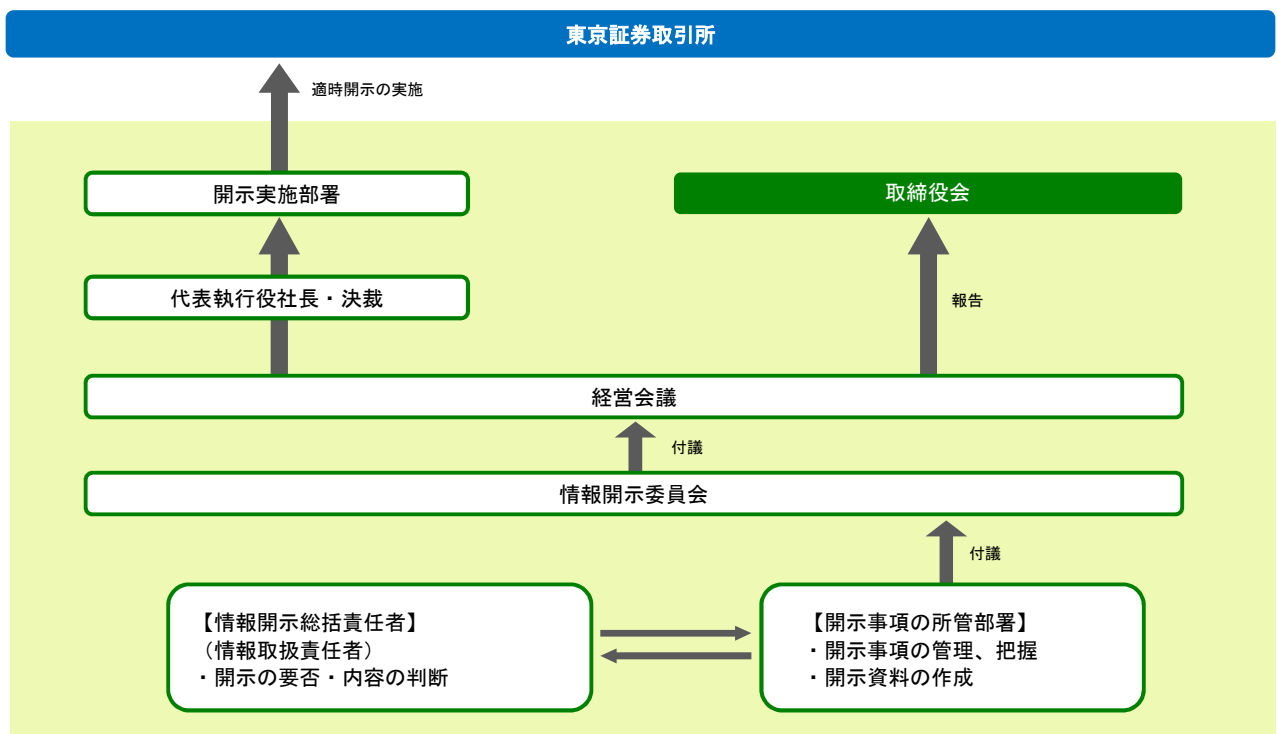 東京証券取引所
適時開示の実施
開示実施部署
取締役会
代表執行役社長・決裁
報告
経営会議
付議
情報開示委員会
付議
【情報開示総括責任者】
(情報取扱責任者)
・開示の要否・内容の判断
【開示事項の所管部署】
・開示事項の管理、把握
・開示資料の作成